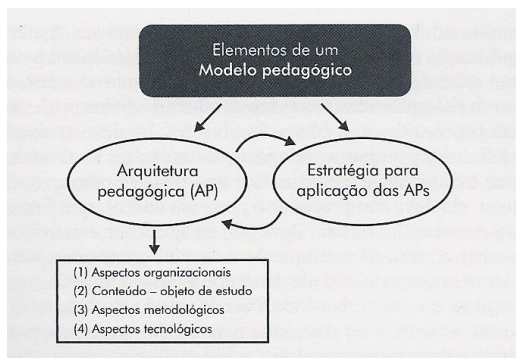 Elementos de um
Modelo pedagógico
Arquitetura
pedagógica (AP)
Estratégia para
aplicação das APs
(1) Aspectos organizacionais
(2) Conteúdo - objeto de estudo
(3) Aspectos metodológicos
(4) Aspectos tecnológicos